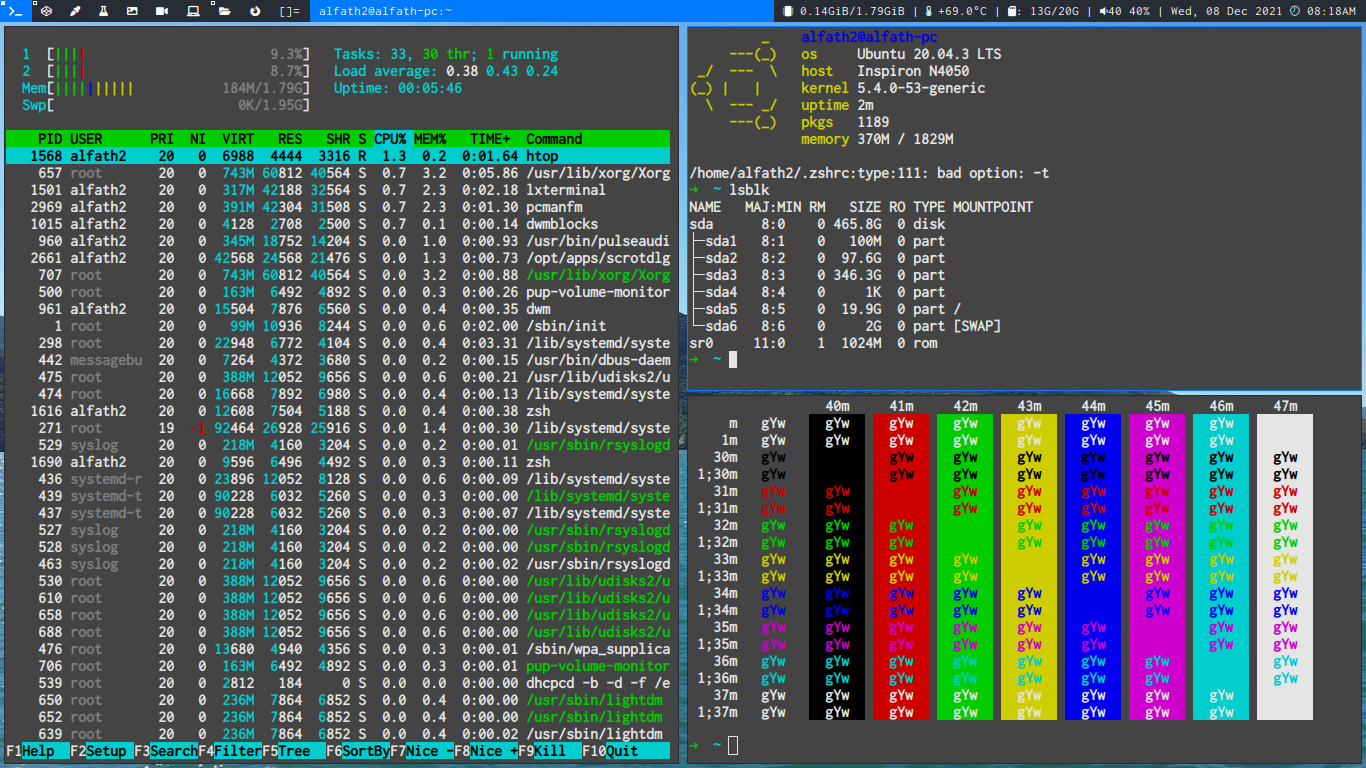 []= alfath2@alfath-pc:~ 0.14GiB/1.79GiB | +69.0°C | : 13G/20G | 40 40% | Wed, 08 Dec 2021 08:18AM
1 [|||| 9.3%] Tasks: 33, 30 thr; 1 running
2 [|||| 8.7%] Load average: 0.38 0.43 0.24
Mem[|||||||||| 184M/1.79G] Uptime: 00:05:46
Swp[ 0K/1.95G]
PID USER PRI NI VIRT RES SHR S CPU% MEM% TIME+ Command
1568 alfath2 20 0 6988 4444 3316 R 1.3 0.2 0:01.64 htop
657 root 20 0 743M 60812 40564 S 0.7 3.2 0:05.86 /usr/lib/xorg/Xorg
1501 alfath2 20 0 317M 42188 32564 S 0.7 2.3 0:02.18 lxterminal
2969 alfath2 20 0 391M 42304 31508 S 0.7 2.3 0:01.30 pcmanfm
1015 alfath2 20 0 4128 2708 2500 S 0.7 0.1 0:00.14 dwmblocks
960 alfath2 20 0 345M 18752 14204 S 0.0 1.0 0:00.93 /usr/bin/pulseaudi
2661 alfath2 20 0 42568 24568 21476 S 0.0 1.3 0:00.73 /opt/apps/scrotdlg
707 root 20 0 743M 60812 40564 S 0.0 3.2 0:00.88 /usr/lib/xorg/Xorg
500 root 20 0 163M 6492 4892 S 0.0 0.3 0:00.26 pup-volume-monitor
961 alfath2 20 0 15504 7876 6560 S 0.0 0.4 0:00.35 dwm
1 root 20 0 99M 10936 8244 S 0.0 0.6 0:02.00 /sbin/init
298 root 20 0 22948 6772 4104 S 0.0 0.4 0:03.31 /lib/systemd/syste
442 messagebu 20 0 7264 4372 3680 S 0.0 0.2 0:00.15 /usr/bin/dbus-daem
475 root 20 0 388M 12052 9656 S 0.0 0.6 0:00.21 /usr/lib/udisks2/u
474 root 20 0 16668 7892 6980 S 0.0 0.4 0:00.13 /lib/systemd/syste
1616 alfath2 20 0 12608 7504 5188 S 0.0 0.4 0:00.38 zsh
271 root 19 -1 92464 26928 25916 S 0.0 1.4 0:00.30 /lib/systemd/syste
529 syslog 20 0 218M 4160 3204 S 0.0 0.2 0:00.01 /usr/sbin/rsyslogd
1690 alfath2 20 0 9596 6496 4492 S 0.0 0.3 0:00.11 zsh
436 systemd-r 20 0 23896 12052 8128 S 0.0 0.6 0:00.09 /lib/systemd/syste
439 systemd-t 20 0 90228 6032 5260 S 0.0 0.3 0:00.00 /lib/systemd/syste
437 systemd-t 20 0 90228 6032 5260 S 0.0 0.3 0:00.07 /lib/systemd/syste
527 syslog 20 0 218M 4160 3204 S 0.0 0.2 0:00.00 /usr/sbin/rsyslogd
528 syslog 20 0 218M 4160 3204 S 0.0 0.2 0:00.00 /usr/sbin/rsyslogd
463 syslog 20 0 218M 4160 3204 S 0.0 0.2 0:00.02 /usr/sbin/rsyslogd
530 root 20 0 388M 12052 9656 S 0.0 0.6 0:00.00 /usr/lib/udisks2/u
610 root 20 0 388M 12052 9656 S 0.0 0.6 0:00.00 /usr/lib/udisks2/u
658 root 20 0 388M 12052 9656 S 0.0 0.6 0:00.00 /usr/lib/udisks2/u
688 root 20 0 388M 12052 9656 S 0.0 0.6 0:00.00 /usr/lib/udisks2/u
476 root 20 0 13680 4940 4356 S 0.0 0.3 0:00.01 /sbin/wpa_supplica
706 root 20 0 163M 6492 4892 S 0.0 0.3 0:00.01 pup-volume-monitor
539 root 20 0 2812 184 0 S 0.0 0.0 0:00.00 dhcpcd -b -d -f /e
650 root 20 0 236M 7864 6852 S 0.0 0.4 0:00.00 /usr/sbin/lightdm
652 root 20 0 236M 7864 6852 S 0.0 0.4 0:00.00 /usr/sbin/lightdm
639 root 20 0 236M 7864 6852 S 0.0 0.4 0:00.02 /usr/sbin/lightdm
F1Help F2Setup F3SearchF4FilterF5Tree F6SortByF7Nice -F8Nice +F9Kill F10Quit
alfath2@alfath-pc
os Ubuntu 20.04.3 LTS
host Inspiron N4050
kernel 5.4.0-53-generic
uptime 2m
pkgs 1189
memory 370M / 1829M
/home/alfath2/.zshrc:type:111: bad option: -t
→ ~ lsblk
NAME MAJ:MIN RM SIZE RO TYPE MOUNTPOINT
sda 8:0 0 465.8G 0 disk
├─sda1 8:1 0 100M 0 part
├─sda2 8:2 0 97.6G 0 part
├─sda3 8:3 0 346.3G 0 part
├─sda4 8:4 0 1K 0 part
├─sda5 8:5 0 19.9G 0 part /
└─sda6 8:6 0 2G 0 part [SWAP]
sr0 11:0 1 1024M 0 rom
→ ~
40m 41m 42m 43m 44m 45m 46m 47m
m gYw gYw gYw gYw gYw gYw gYw gYw
1m gYw gYw gYw gYw gYw gYw gYw gYw
30m gYw gYw gYw gYw gYw gYw gYw gYw
1;30m gYw gYw gYw gYw gYw gYw gYw gYw
31m gYw gYw gYw gYw gYw gYw gYw gYw
1;31m gYw gYw gYw gYw gYw gYw gYw gYw
32m gYw gYw gYw gYw gYw gYw gYw gYw
1;32m gYw gYw gYw gYw gYw gYw gYw gYw
33m gYw gYw gYw gYw gYw gYw gYw gYw
1;33m gYw gYw gYw gYw gYw gYw gYw gYw
34m gYw gYw gYw gYw gYw gYw gYw gYw
1;34m gYw gYw gYw gYw gYw gYw gYw gYw
35m gYw gYw gYw gYw gYw gYw gYw gYw
1;35m gYw gYw gYw gYw gYw gYw gYw gYw
36m gYw gYw gYw gYw gYw gYw gYw gYw
1;36m gYw gYw gYw gYw gYw gYw gYw gYw
37m gYw gYw gYw gYw gYw gYw gYw gYw
1;37m gYw gYw gYw gYw gYw gYw gYw gYw
→ ~